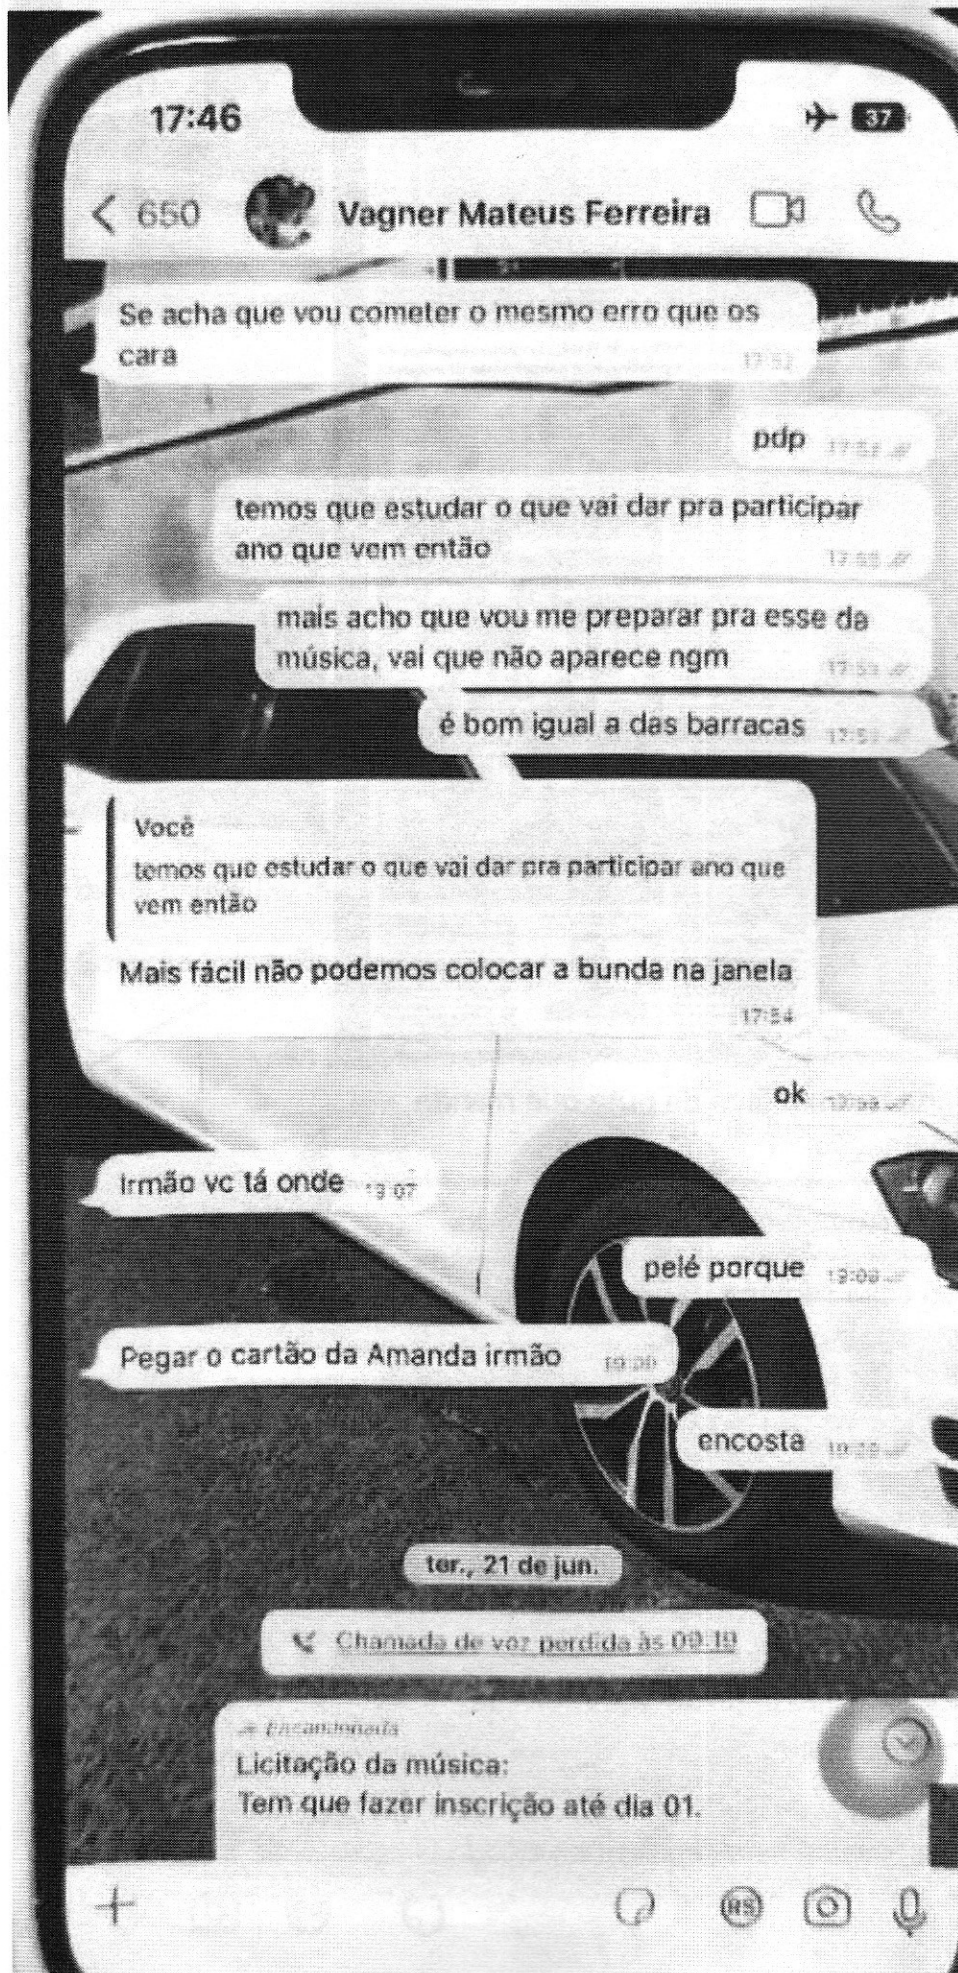 17:46
37
650
Vagner Mateus Ferreira
Se acha que vou cometer o mesmo erro que os
cara
pdp
temos que estudar o que vai dar pra participar
ano que vem então
mais acho que vou me preparar pra esse da
música, vai que não aparece ngm
é bom igual a das barracas
Você
temos que estudar o que vai dar pra participar ano que
vem então
Mais fácil não podemos colocar a bunda na janela
17:54
ok
Irmão vc tá onde
pelé porque
Pegar o cartão da Amanda irmão
encosta
ter., 21 de jun.
Chamada de voz perdida às 09:19
Encaminhada
Licitação da música:
Tem que fazer inscrição até dia 01.
R$